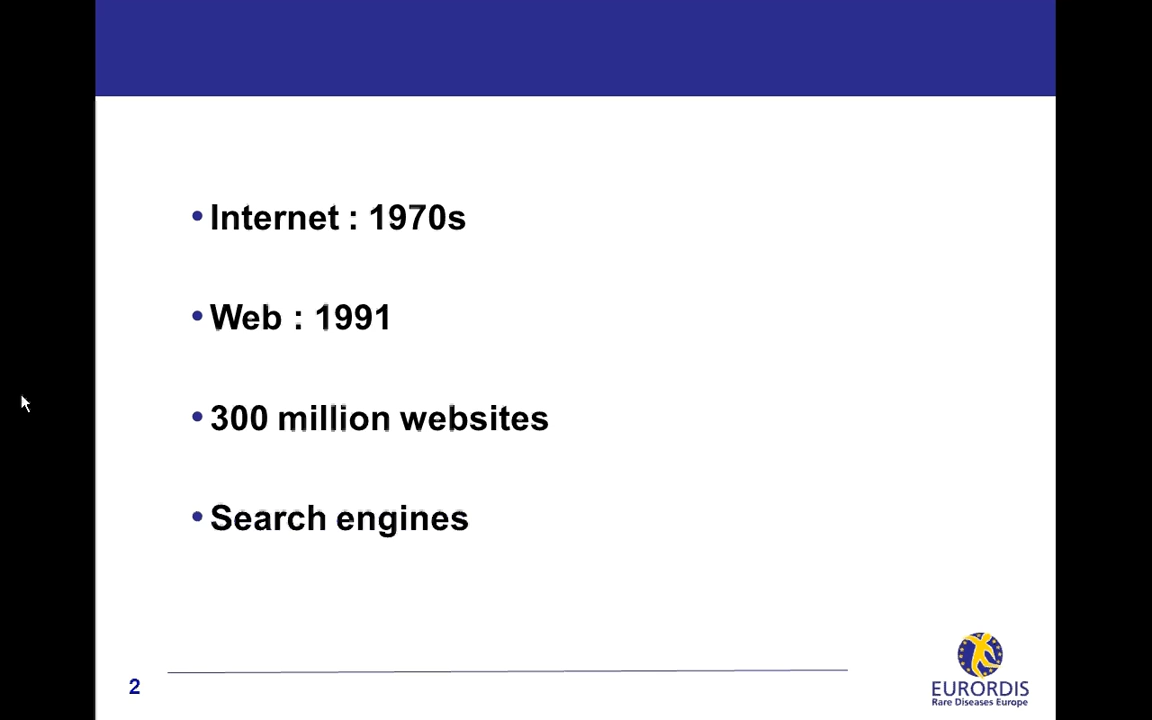 • Internet : 1970s
• Web : 1991
• 300 million websites
• Search engines
2
EURORDIS
Rare Diseases Europe